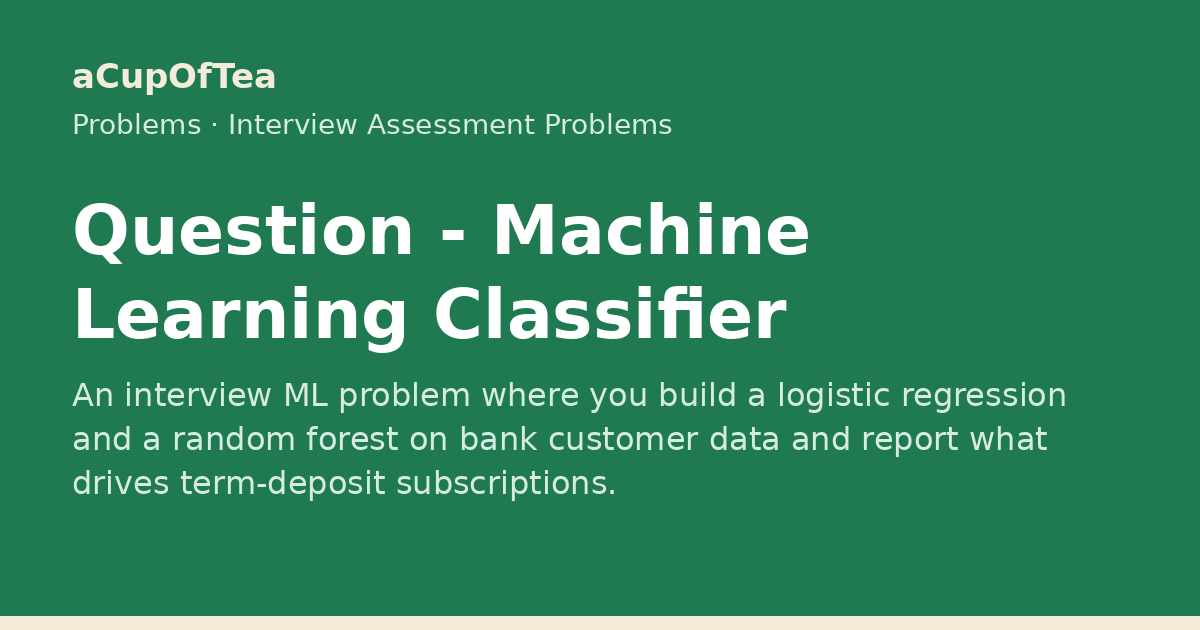 aCupOfTea
Problems · Interview Assessment Problems
Question - Machine
Learning Classifier
An interview ML problem where you build a logistic regression
and a random forest on bank customer data and report what
drives term-deposit subscriptions.